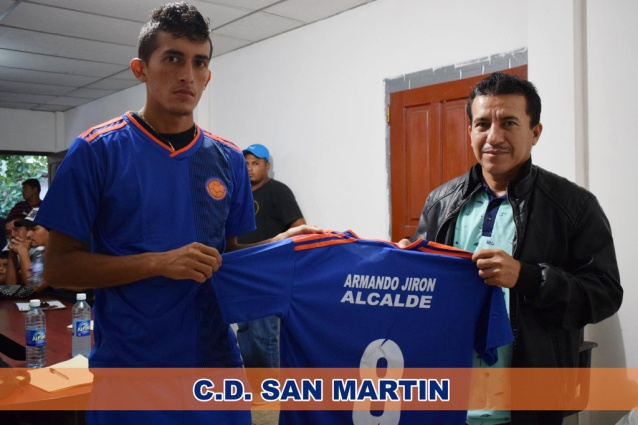 ARMANDO JIRON
ALCALDE
8
C.D. SAN MARTIN